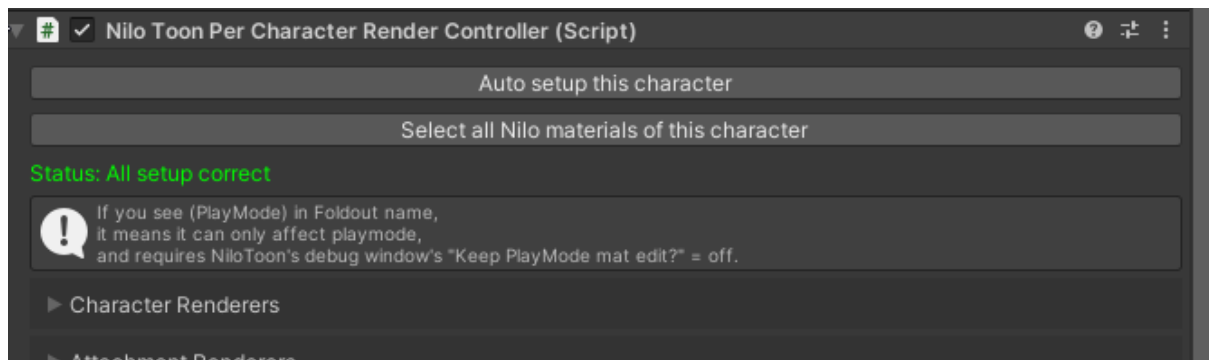 Nilo Toon Per Character Render Controller (Script)
Auto setup this character
Select all Nilo materials of this character
Status: All setup correct
If you see (PlayMode) in Foldout name,
it means it can only affect playmode,
and requires NiloToon's debug window's "Keep PlayMode mat edit?" = off.
Character Renderers
Attachment Renderers